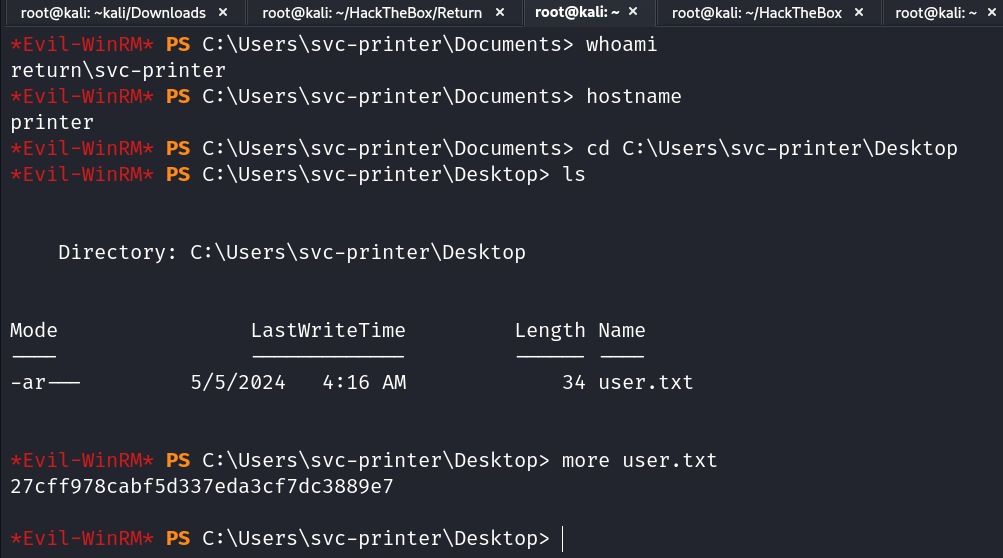 root@kali: ~kali/Downloads × root@kali: ~/HackTheBox/Return × root@kali: ~ × root@kali: ~/HackTheBox × root@kali: ~ ×
*Evil-WinRM* PS C:\Users\svc-printer\Documents> whoami
return\svc-printer
*Evil-WinRM* PS C:\Users\svc-printer\Documents> hostname
printer
*Evil-WinRM* PS C:\Users\svc-printer\Documents> cd C:\Users\svc-printer\Desktop
*Evil-WinRM* PS C:\Users\svc-printer\Desktop> ls
Directory: C:\Users\svc-printer\Desktop
Mode LastWriteTime Length Name
---- ------------- ------ ----
-ar--- 5/5/2024 4:16 AM 34 user.txt
*Evil-WinRM* PS C:\Users\svc-printer\Desktop> more user.txt
27cff978cabf5d337eda3cf7dc3889e7
*Evil-WinRM* PS C:\Users\svc-printer\Desktop>